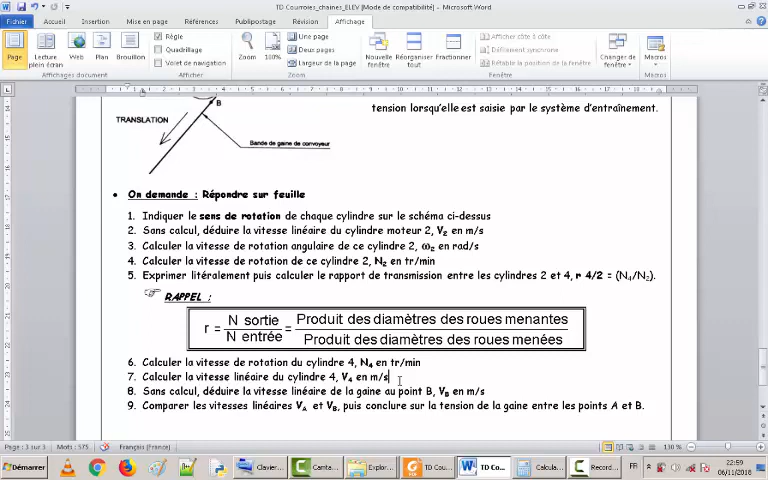 TD Courroies_chaines_ELEV [Mode de compatibilité] - Microsoft Word
Fichier Accueil Insertion Mise en page Références Publipostage Révision Affichage
Page
Lecture plein écran
Web
Plan
Brouillon
Règle
Quadrillage
Volet de navigation
Zoom
100%
Une page
Deux pages
Largeur de la page
Nouvelle fenêtre
Réorganiser tout
Fractionner
Afficher côte à côte
Défilement synchrone
Rétablir la position de la fenêtre
Changer de fenêtre
Macros
Affichages document Afficher Zoom Fenêtre Macros
tension lorsqu'elle est saisie par le système d'entraînement.
B
TRANSLATION
Bande de gaine de convoyeur
• On demande : Répondre sur feuille
1. Indiquer le sens de rotation de chaque cylindre sur le schéma ci-dessus
2. Sans calcul, déduire la vitesse linéaire du cylindre moteur 2, V₂ en m/s
3. Calculer la vitesse de rotation angulaire de ce cylindre 2, ω₂ en rad/s
4. Calculer la vitesse de rotation de ce cylindre 2, N₂ en tr/min
5. Exprimer litéralement puis calculer le rapport de transmission entre les cylindres 2 et 4, r 4/2 = (N₄/N₂).
RAPPEL :
r = N sortie / N entrée = Produit des diamètres des roues menantes / Produit des diamètres des roues menées
6. Calculer la vitesse de rotation du cylindre 4, N₄ en tr/min
7. Calculer la vitesse linéaire du cylindre 4, V₄ en m/s
8. Sans calcul, déduire la vitesse linéaire de la gaine au point B, V_B en m/s
9. Comparer les vitesses linéaires V_A et V_B, puis conclure sur la tension de la gaine entre les points A et B.
Page : 3 sur 3 Mots : 575 Français (France) 130 %
Démarrer Clavier... Canta... Explor... TD Cou... TD Co... Calcula... Record... FR 22:59
06/11/2018